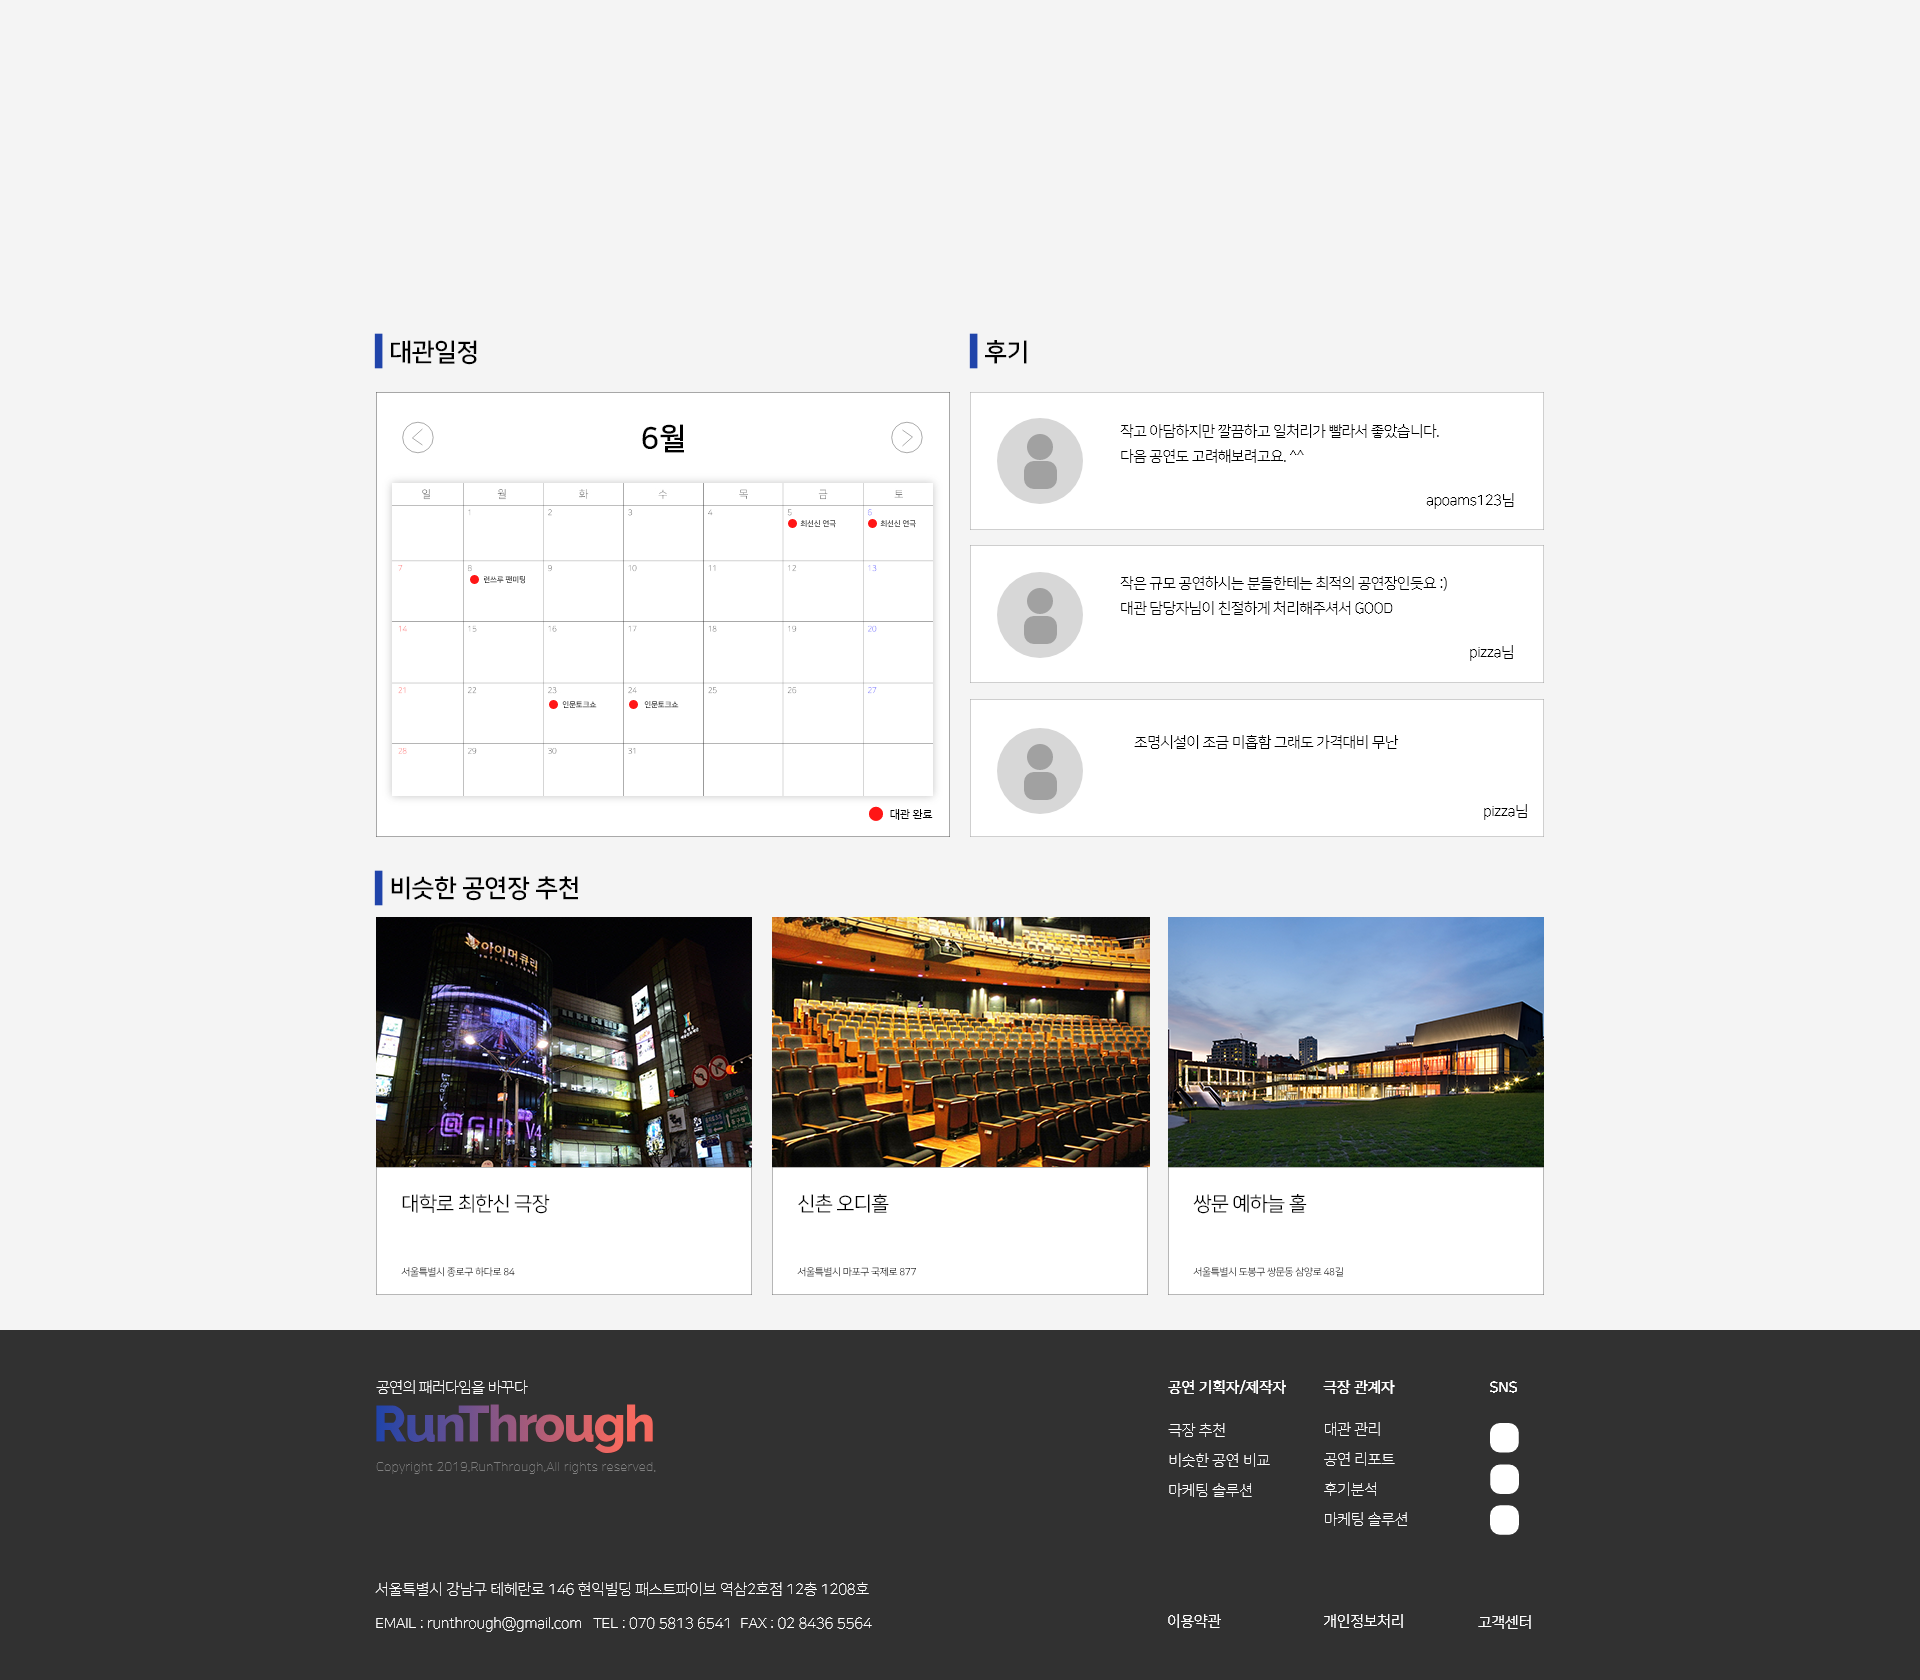 대관일정
6월
일 월 화 수 목 금 토
1 2 3 4 5 6
최선신 연극 최선신 연극
7 8 9 10 11 12 13
런쓰루 팬미팅
14 15 16 17 18 19 20
21 22 23 24 25 26 27
인문토크쇼 인문토크쇼
28 29 30 31
대관 완료
후기
작고 아담하지만 깔끔하고 일처리가 빨라서 좋았습니다.
다음 공연도 고려해보려고요. ^^
apoams123님
작은 규모 공연하시는 분들한테는 최적의 공연장인듯요 :)
대관 담당자님이 친절하게 처리해주셔서 GOOD
pizza님
조명시설이 조금 미흡함 그래도 가격대비 무난
pizza님
비슷한 공연장 추천
아이머큐리
INTERNATIONAL
@GINP V4
대학로 최한신 극장
서울특별시 종로구 하다로 84
신촌 오디홀
서울특별시 마포구 국제로 877
쌍문 예하늘 홀
서울특별시 도봉구 쌍문동 삼양로 48길
공연의 패러다임을 바꾸다
RunThrough
Copyright 2019.RunThrough.All rights reserved.
공연 기획자/제작자
극장 추천
비슷한 공연 비교
마케팅 솔루션
극장 관계자
대관 관리
공연 리포트
후기분석
마케팅 솔루션
SNS
서울특별시 강남구 테헤란로 146 현익빌딩 패스트파이브 역삼2호점 12층 1208호
EMAIL : runthrough@gmail.com TEL : 070 5813 6541 FAX : 02 8436 5564
이용약관
개인정보처리
고객센터